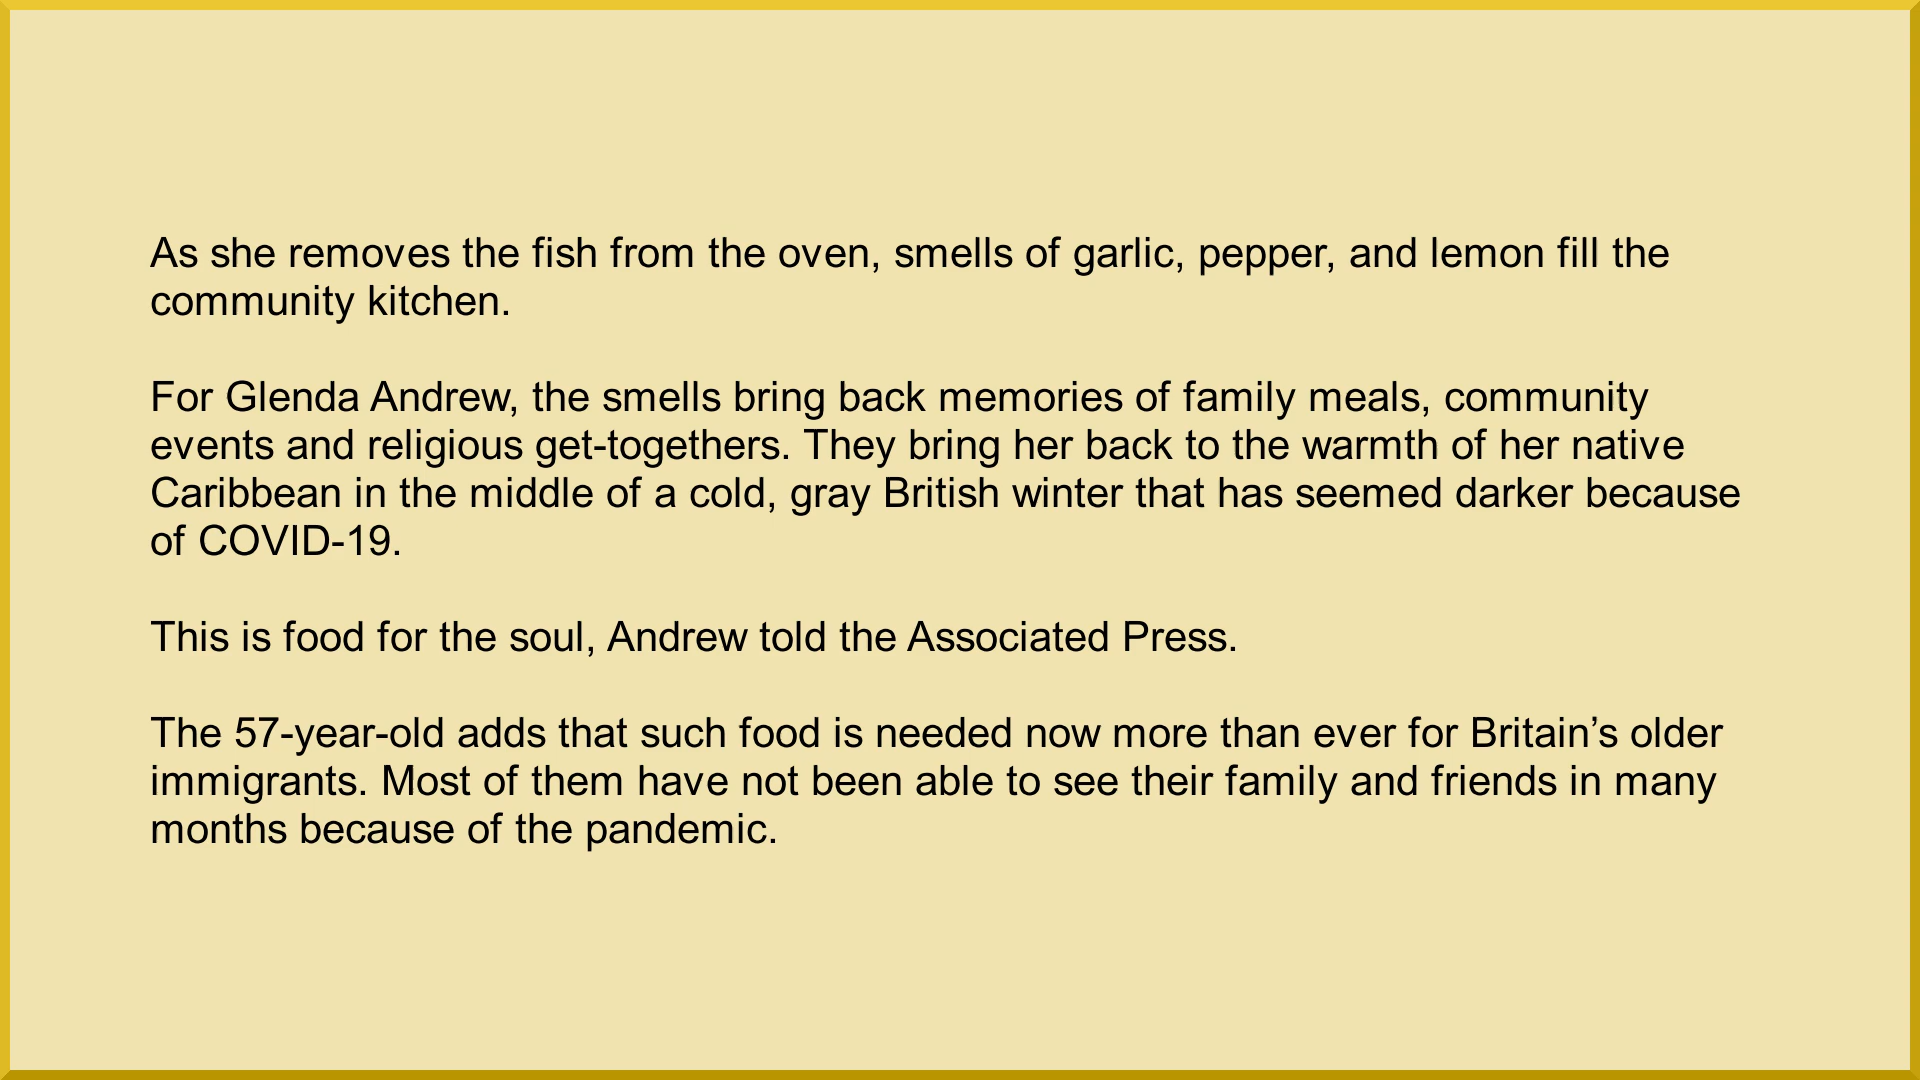 As she removes the fish from the oven, smells of garlic, pepper, and lemon fill the
community kitchen.
For Glenda Andrew, the smells bring back memories of family meals, community
events and religious get-togethers. They bring her back to the warmth of her native
Caribbean in the middle of a cold, gray British winter that has seemed darker because
of COVID-19.
This is food for the soul, Andrew told the Associated Press.
The 57-year-old adds that such food is needed now more than ever for Britain’s older
immigrants. Most of them have not been able to see their family and friends in many
months because of the pandemic.